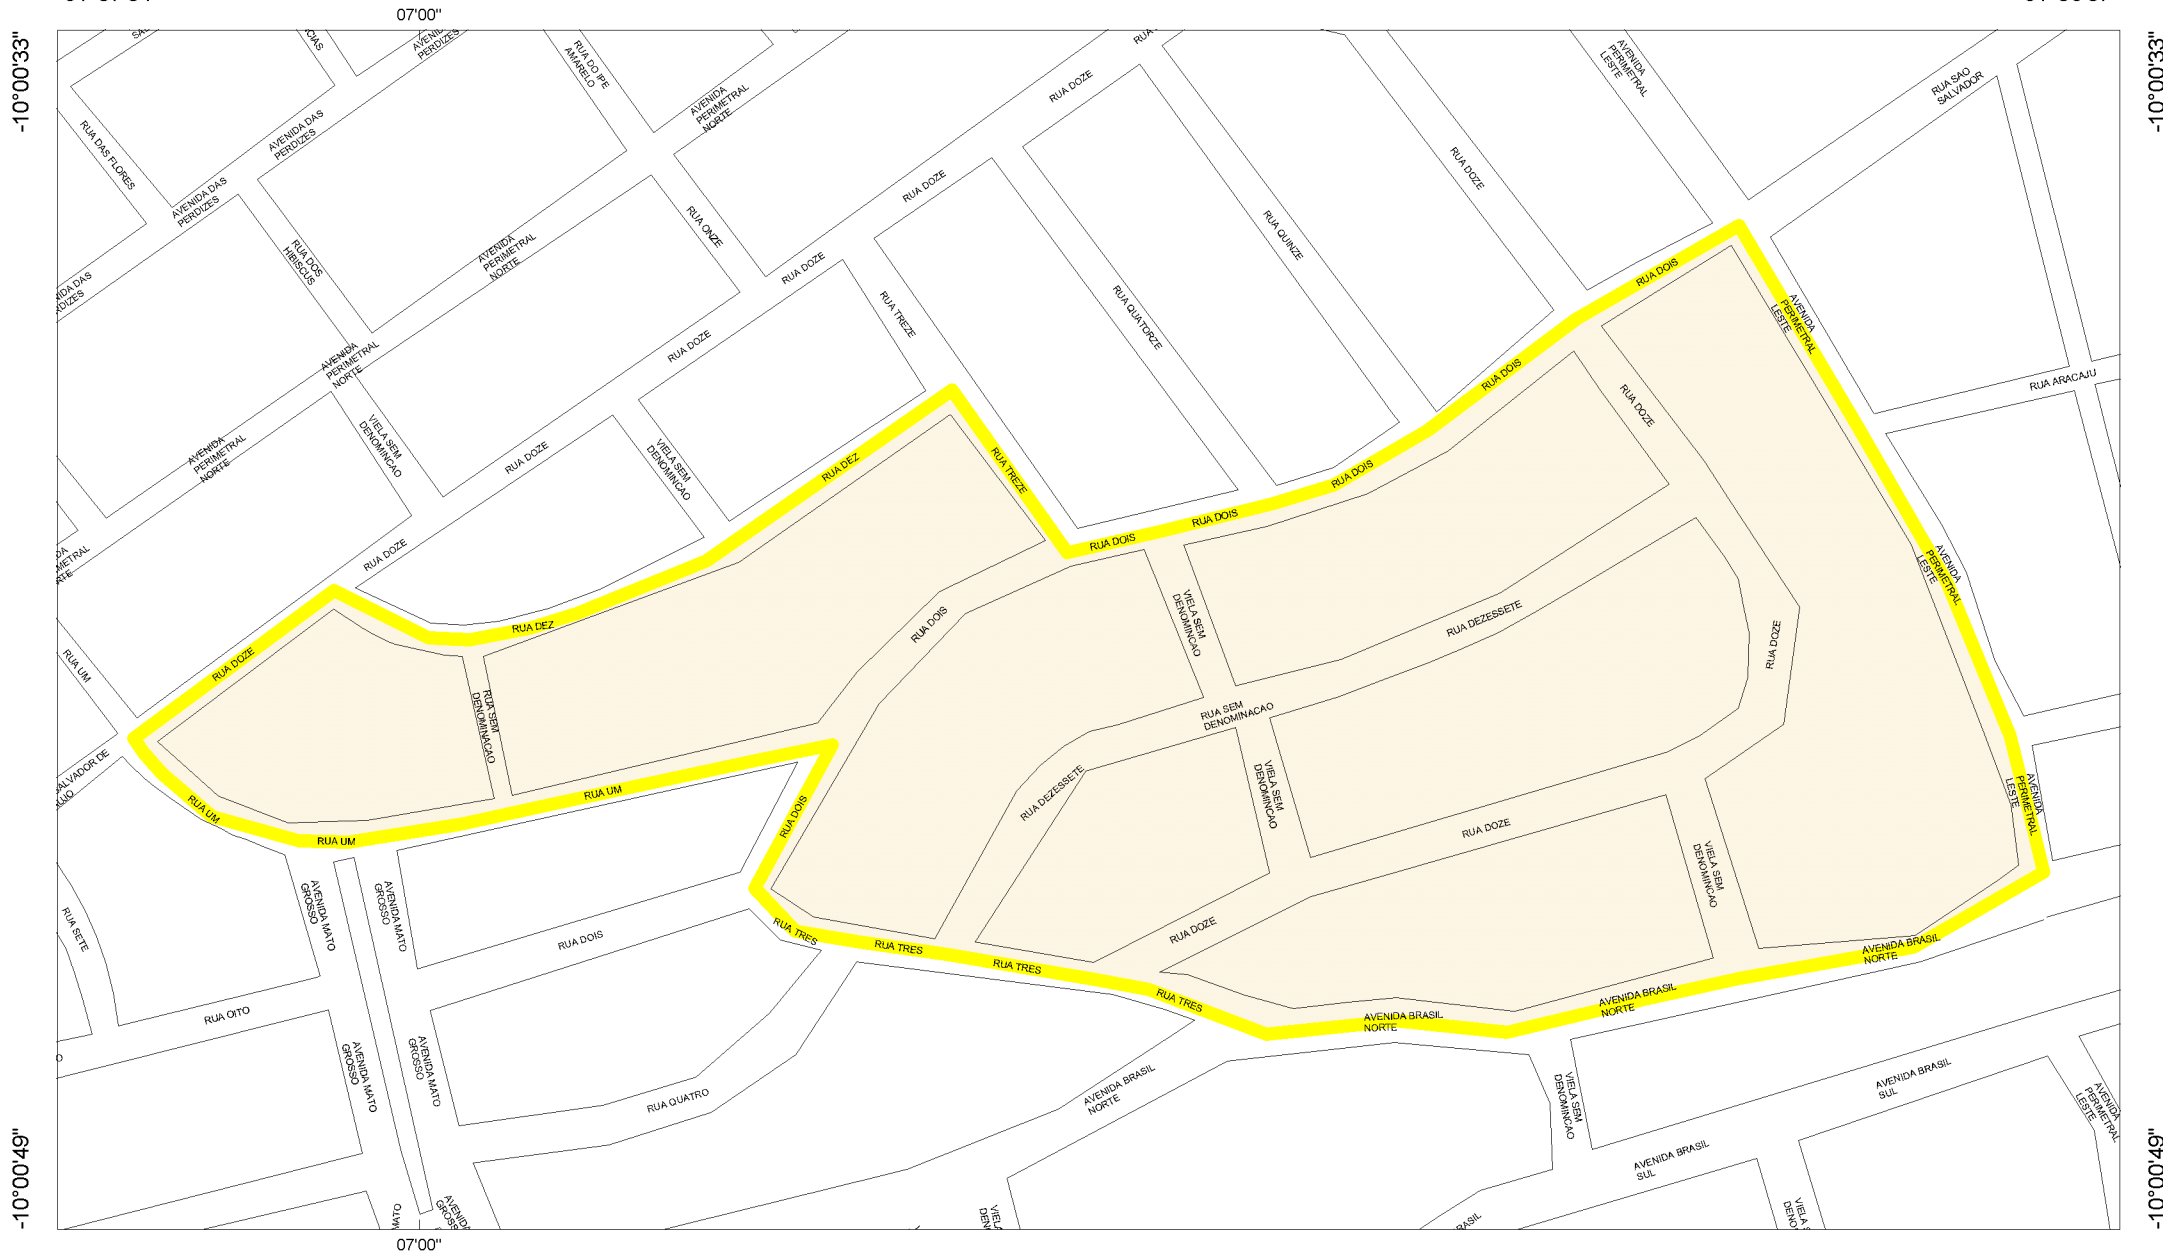 07'00"
-10°00'33"
-10°00'33"
AVENIDA DAS
PERDIZES
RUA DO IPE
AMARELO
AVENIDA
PERIMETRAL
NORTE
RUA DOZE
AVENIDA
PERIMETRAL
LESTE
RUA SAO
SALVADOR
RUA DAS FLORES
AVENIDA DAS
PERDIZES
RUA DOS
HIBISCUS
AVENIDA
PERIMETRAL
NORTE
RUA ONZE
RUA DOZE
RUA DOZE
RUA QUINZE
RUA DOZE
RUA DOIS
AVENIDA
PERIMETRAL
LESTE
RUA TREZE
RUA QUATORZE
RUA DOZE
AVENIDA
PERIMETRAL
NORTE
RUA DOIS
RUA ARACAJU
RUA DOZE
VIELA SEM
DENOMINCAO
AVENIDA
PERIMETRAL
NORTE
RUA DOZE
VIELA SEM
DENOMINCAO
RUA DEZ
RUA TREZE
RUA DOIS
RUA DOIS
RUA DOIS
RUA DOZE
AVENIDA
PERIMETRAL
LESTE
RUA DEZ
RUA DOIS
VIELA SEM
DENOMINCAO
RUA DEZESSETE
RUA DOZE
RUA UM
RUA DOZE
RUA SEM
DENOMINACAO
RUA SEM
DENOMINACAO
SALVADOR DE
RUA UM
RUA UM
RUA UM
RUA DOIS
RUA DEZESSETE
VIELA SEM
DENOMINCAO
RUA DOZE
AVENIDA
PERIMETRAL
LESTE
VIELA SEM
DENOMINCAO
RUA SETE
AVENIDA MATO
GROSSO
AVENIDA MATO
GROSSO
RUA DOIS
RUA TRES
RUA TRES
RUA TRES
RUA TRES
RUA DOZE
AVENIDA BRASIL
NORTE
AVENIDA BRASIL
NORTE
AVENIDA BRASIL
NORTE
RUA OITO
AVENIDA MATO
GROSSO
AVENIDA MATO
GROSSO
RUA QUATRO
AVENIDA BRASIL
NORTE
VIELA SEM
DENOMINCAO
AVENIDA BRASIL
SUL
AVENIDA BRASIL
SUL
AVENIDA
PERIMETRAL
LESTE
-10°00'49"
-10°00'49"
07'00"